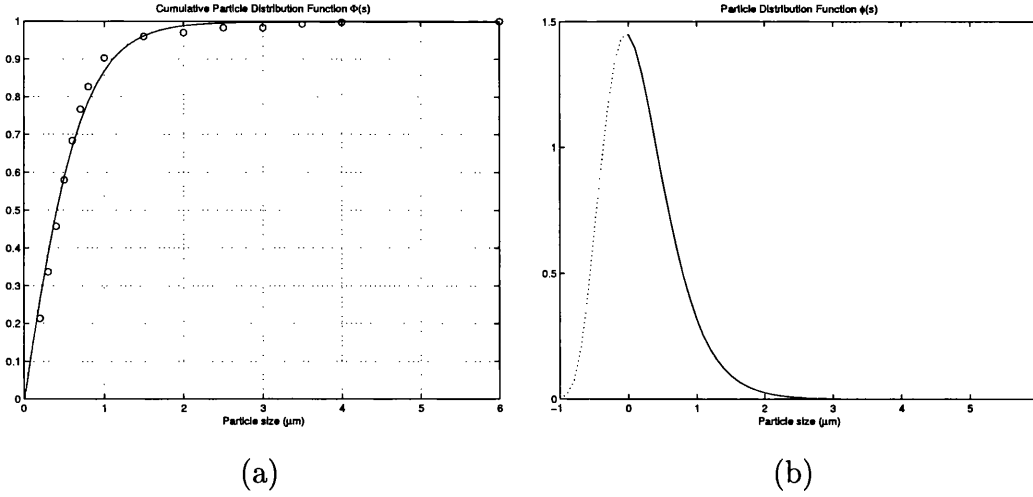 Cumulative Particle Distribution Function Φ(s)
1
0.9
0.8
0.7
0.6
0.5
0.4
0.3
0.2
0.1
0
0 1 2 3 4 5 6
Particle size (μm)
(a)
Particle Distribution Function ϕ(s)
1.5
1
0.5
0
−1 0 1 2 3 4 5
Particle size (μm)
(b)